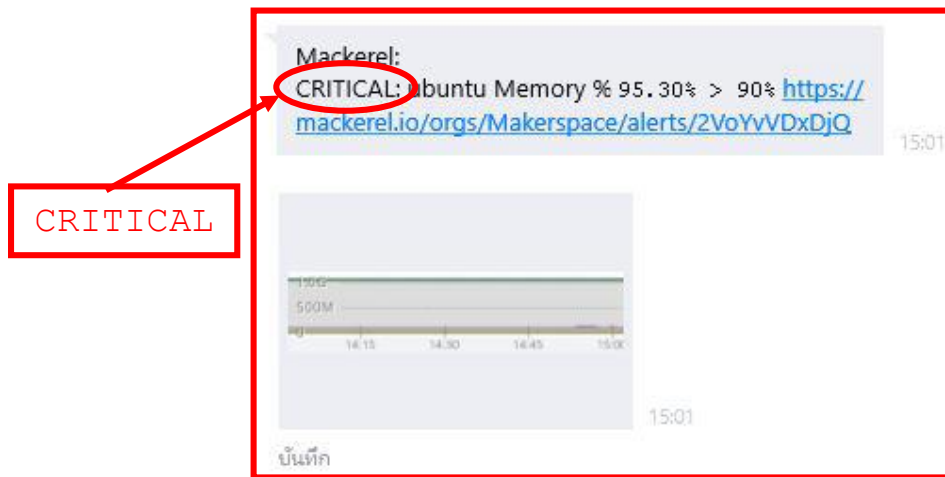 Mackerel:
CRITICAL: ubuntu Memory % 95.30% > 90% https://
mackerel.io/orgs/Makerspace/alerts/2VoYvVDxDjQ
15:01
CRITICAL
500M
0
14:15 14:30 14:45 15:00
15:01
บันทึก